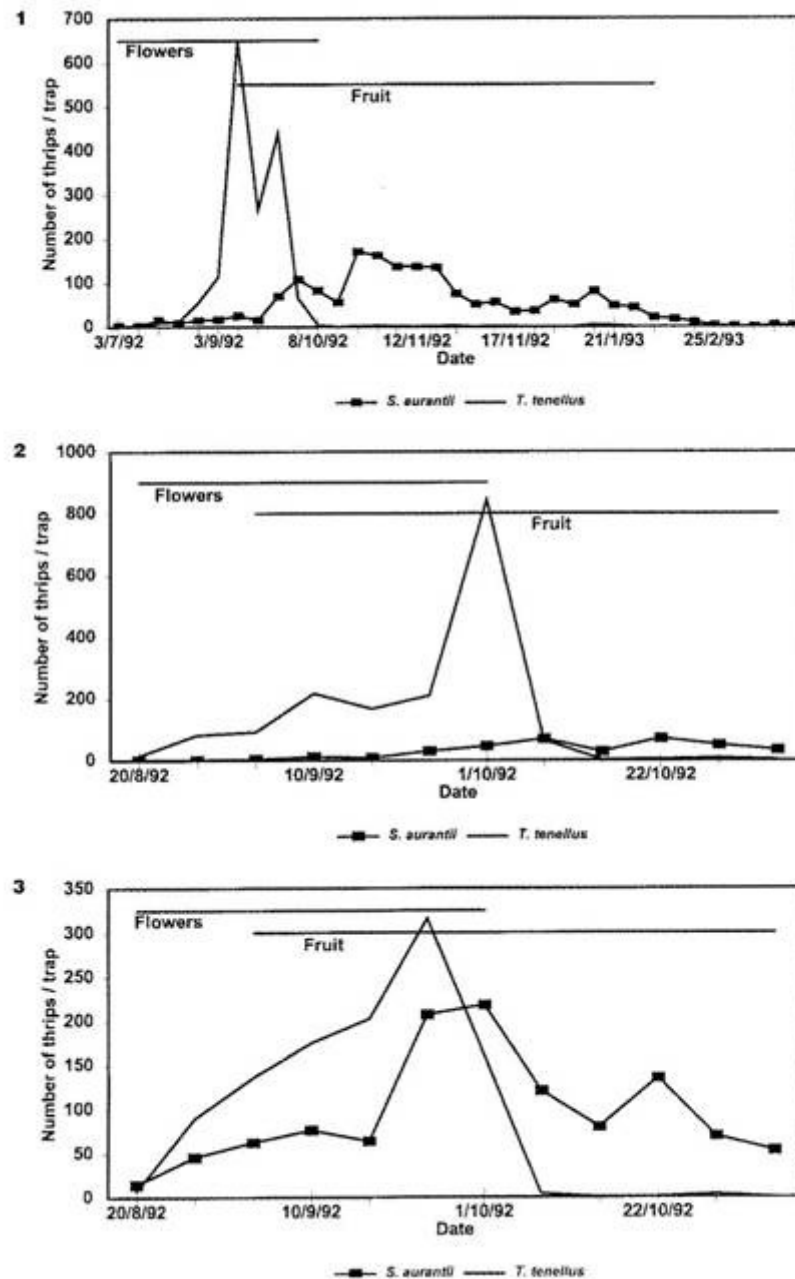 1
700
600
500
400
300
200
100
0
Number of thrips / trap
Flowers
Fruit
3/7/92 3/9/92 8/10/92 12/11/92 17/11/92 21/1/93 25/2/93
Date
S. aurantii T. tenellus
2
1000
800
600
400
200
0
Number of thrips / trap
Flowers
Fruit
20/8/92 10/9/92 1/10/92 22/10/92
Date
S. aurantii T. tenellus
3
350
300
250
200
150
100
50
0
Number of thrips / trap
Flowers
Fruit
20/8/92 10/9/92 1/10/92 22/10/92
Date
S. aurantii T. tenellus